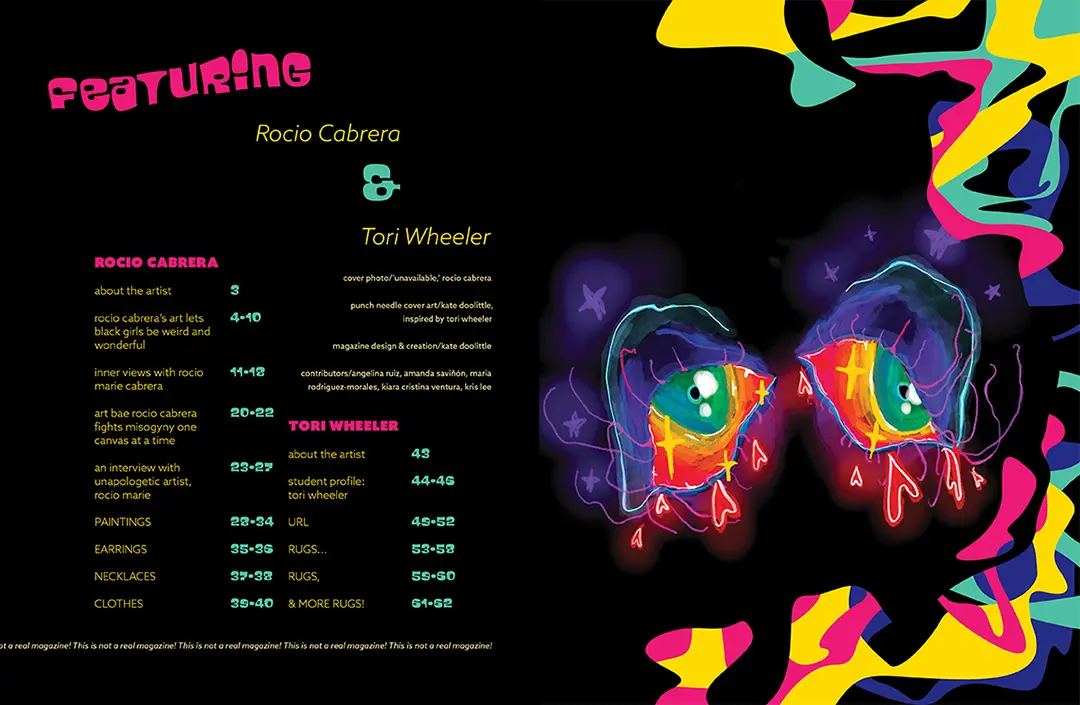 FeaTURING
Rocio Cabrera
&
Tori Wheeler
cover photo/'unavailable,' rocio cabrera
punch needle cover art/kate doolittle,
inspired by tori wheeler
magazine design & creation/kate doolittle
contributors/angelina ruiz, amanda saviñón, maria
rodriguez-morales, kiara cristina ventura, kris lee
ROCIO CABRERA
about the artist 3
rocio cabrera's art lets 4-10
black girls be weird and
wonderful
inner views with rocio 11-18
marie cabrera
art bae rocio cabrera 20-22
fights misogyny one
canvas at a time
an interview with 23-27
unapologetic artist,
rocio marie
PAINTINGS 28-34
EARRINGS 35-36
NECKLACES 37-38
CLOTHES 39-40
TORI WHEELER
about the artist 43
student profile: 44-46
tori wheeler
URL 49-52
RUGS... 53-58
RUGS, 59-60
& MORE RUGS! 61-62
ot a real magazine! This is not a real magazine! This is not a real magazine! This is not a real magazine! This is not a real magazine!